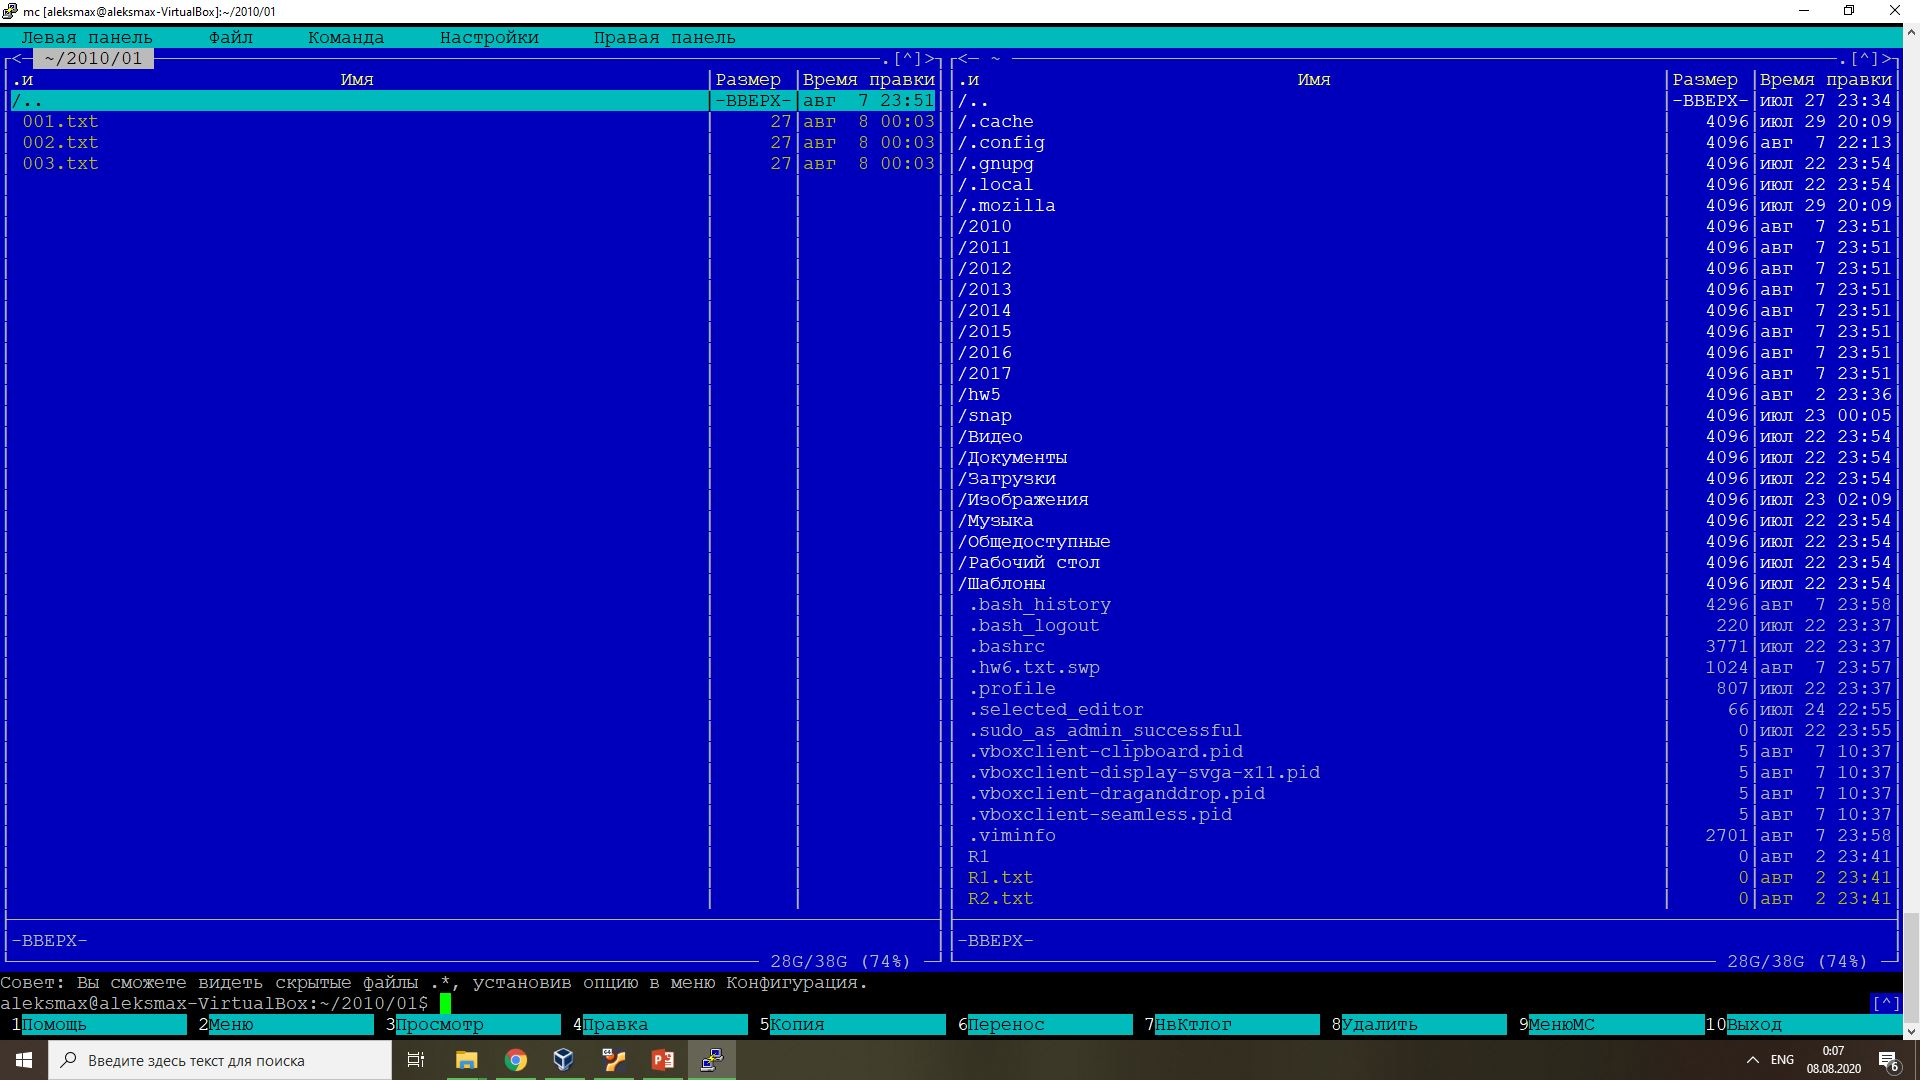 mc [aleksmax@aleksmax-VirtualBox]:~/2010/01
Левая панель Файл Команда Настройки Правая панель
<— ~/2010/01 .[^]>
.и Имя Размер Время правки
/.. -ВВЕРХ- авг 7 23:51
001.txt 27 авг 8 00:03
002.txt 27 авг 8 00:03
003.txt 27 авг 8 00:03
-ВВЕРХ-
28G/38G (74%)
<— ~ .[^]>
.и Имя Размер Время правки
/.. -ВВЕРХ- июл 27 23:34
/.cache 4096 июл 29 20:09
/.config 4096 авг 7 22:13
/.gnupg 4096 июл 22 23:54
/.local 4096 июл 22 23:54
/.mozilla 4096 июл 29 20:09
/2010 4096 авг 7 23:51
/2011 4096 авг 7 23:51
/2012 4096 авг 7 23:51
/2013 4096 авг 7 23:51
/2014 4096 авг 7 23:51
/2015 4096 авг 7 23:51
/2016 4096 авг 7 23:51
/2017 4096 авг 7 23:51
/hw5 4096 авг 2 23:36
/snap 4096 июл 23 00:05
/Видео 4096 июл 22 23:54
/Документы 4096 июл 22 23:54
/Загрузки 4096 июл 22 23:54
/Изображения 4096 июл 23 02:09
/Музыка 4096 июл 22 23:54
/Общедоступные 4096 июл 22 23:54
/Рабочий стол 4096 июл 22 23:54
/Шаблоны 4096 июл 22 23:54
.bash_history 4296 авг 7 23:58
.bash_logout 220 июл 22 23:37
.bashrc 3771 июл 22 23:37
.hw6.txt.swp 1024 авг 7 23:57
.profile 807 июл 22 23:37
.selected_editor 66 июл 24 22:55
.sudo_as_admin_successful 0 июл 22 23:55
.vboxclient-clipboard.pid 5 авг 7 10:37
.vboxclient-display-svga-x11.pid 5 авг 7 10:37
.vboxclient-draganddrop.pid 5 авг 7 10:37
.vboxclient-seamless.pid 5 авг 7 10:37
.viminfo 2701 авг 7 23:58
R1 0 авг 2 23:41
R1.txt 0 авг 2 23:41
R2.txt 0 авг 2 23:41
-ВВЕРХ-
28G/38G (74%)
Совет: Вы сможете видеть скрытые файлы .*, установив опцию в меню Конфигурация.
aleksmax@aleksmax-VirtualBox:~/2010/01$ [^]
1Помощь 2Меню 3Просмотр 4Правка 5Копия 6Перенос 7НвКтлог 8Удалить 9МенюМС 10Выход
Введите здесь текст для поиска
ENG
0:07
08.08.2020
6